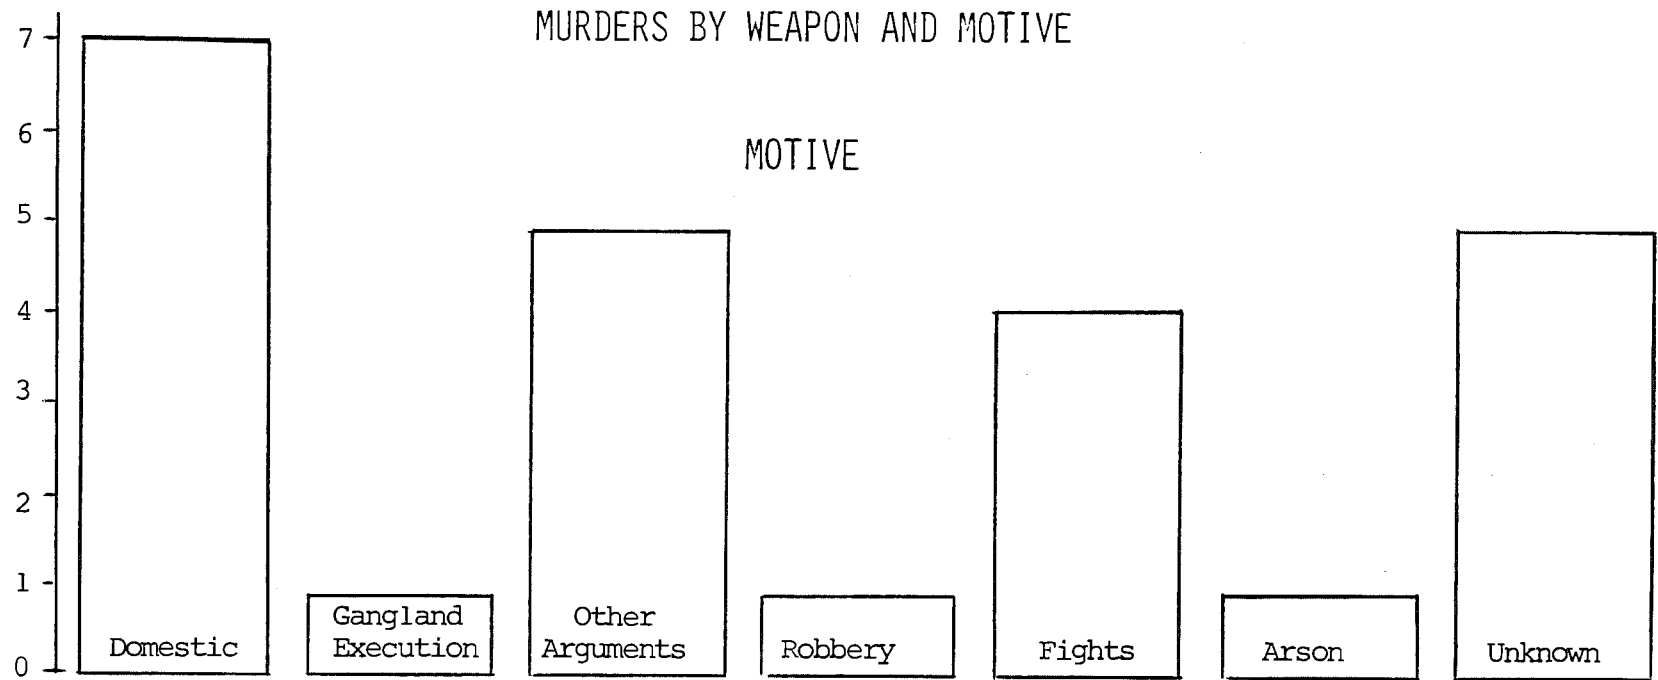 MURDERS BY WEAPON AND MOTIVE
MOTIVE
7
6
5
4
3
2
1
0
Domestic
Gangland
Execution
Other
Arguments
Robbery
Fights
Arson
Unknown